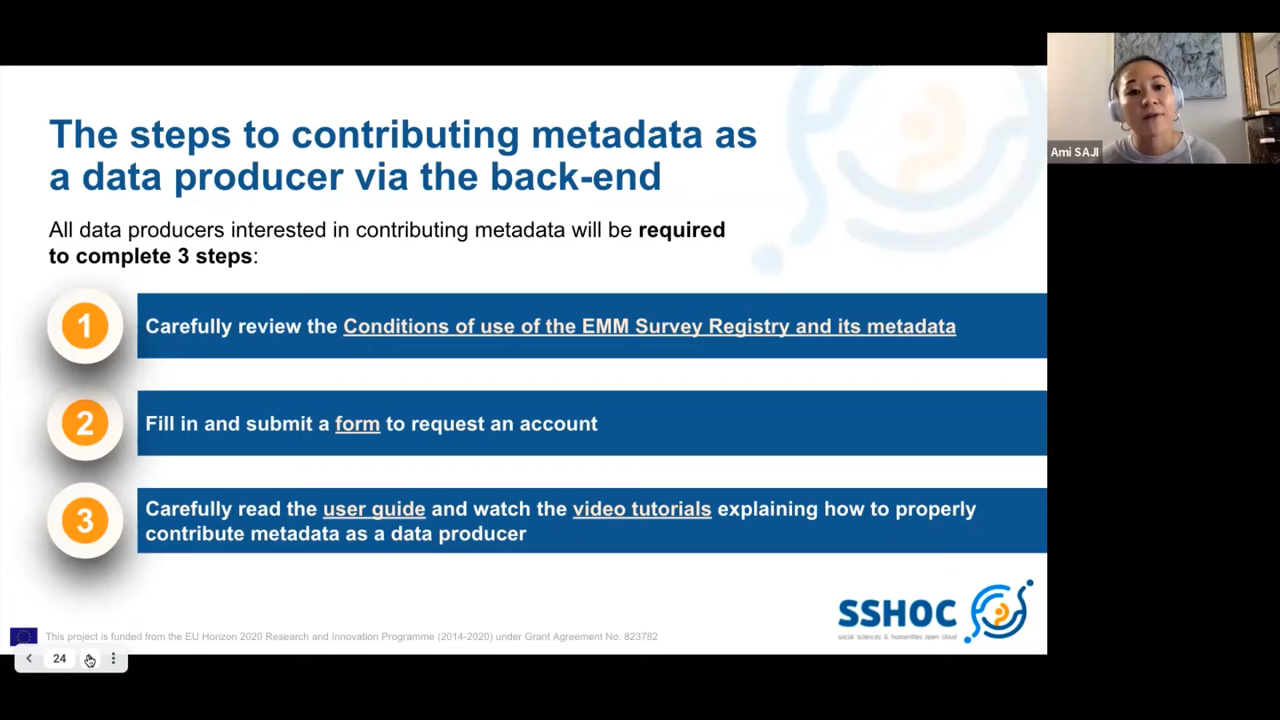 The steps to contributing metadata as
a data producer via the back-end
All data producers interested in contributing metadata will be required
to complete 3 steps:
1
Carefully review the Conditions of use of the EMM Survey Registry and its metadata
2
Fill in and submit a form to request an account
3
Carefully read the user guide and watch the video tutorials explaining how to properly
contribute metadata as a data producer
SSHOC
social sciences & humanities open cloud
This project is funded from the EU Horizon 2020 Research and Innovation Programme (2014-2020) under Grant Agreement No. 823782
24
Ami SAJI